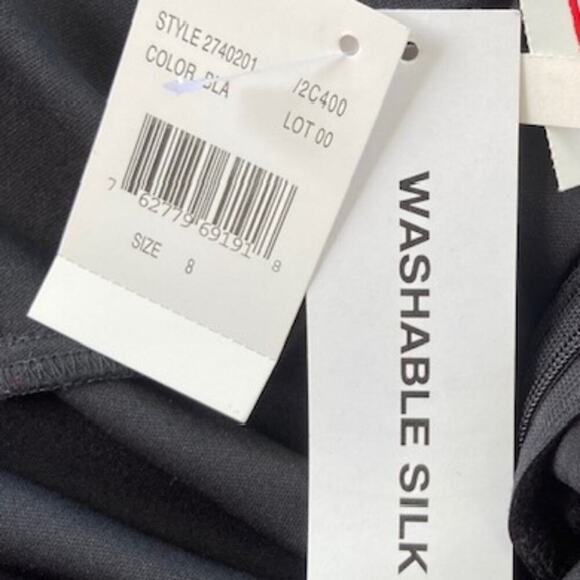 STYLE 2740201 /2C400
COLOR BLA LOT 00
7 62779 69191 8
SIZE 8
WASHABLE SILK